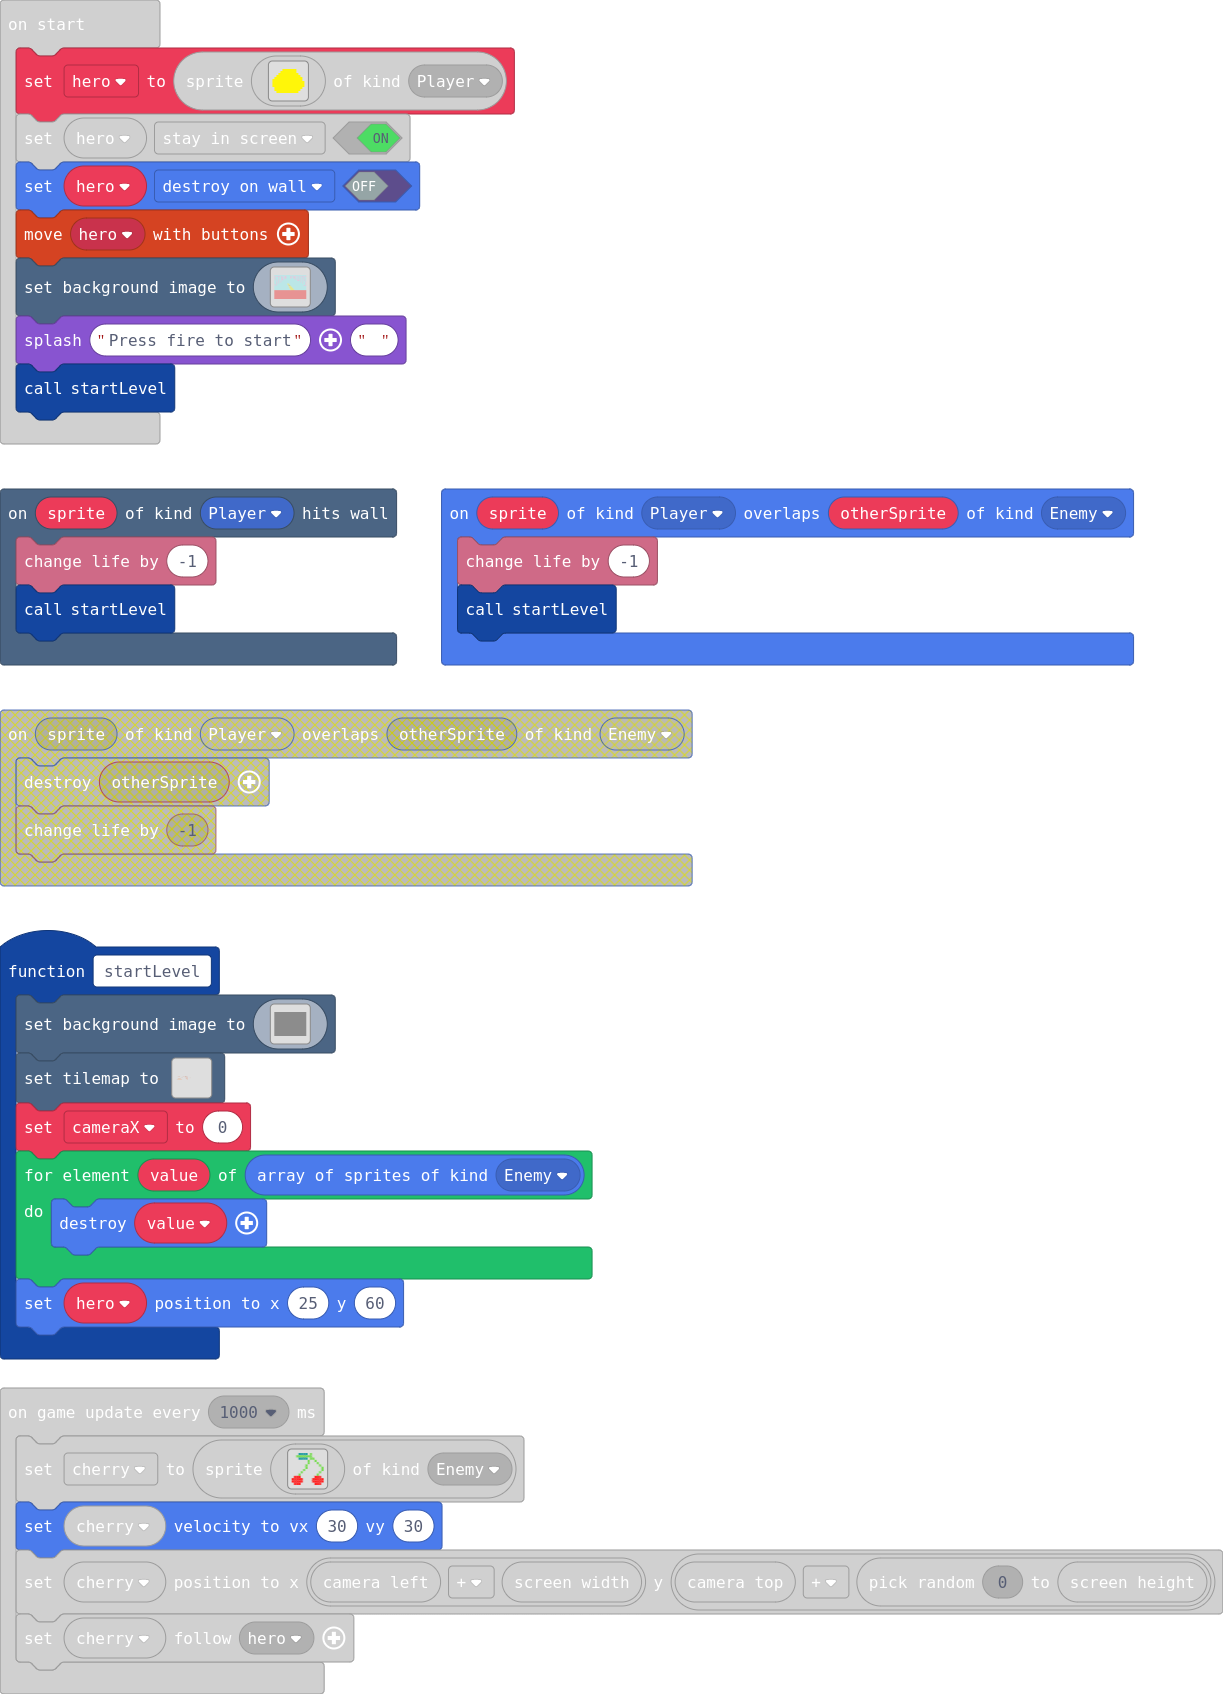 on start
set hero to sprite of kind Player
set hero stay in screen ON
set hero destroy on wall OFF
move hero with buttons
set background image to
splash "Press fire to start" " "
call startLevel
on sprite of kind Player hits wall
change life by -1
call startLevel
on sprite of kind Player overlaps otherSprite of kind Enemy
change life by -1
call startLevel
on sprite of kind Player overlaps otherSprite of kind Enemy
destroy otherSprite
change life by -1
function startLevel
set background image to
set tilemap to
set cameraX to 0
for element value of array of sprites of kind Enemy
do
destroy value
set hero position to x 25 y 60
on game update every 1000 ms
set cherry to sprite of kind Enemy
set cherry velocity to vx 30 vy 30
set cherry position to x camera left + screen width y camera top + pick random 0 to screen height
set cherry follow hero